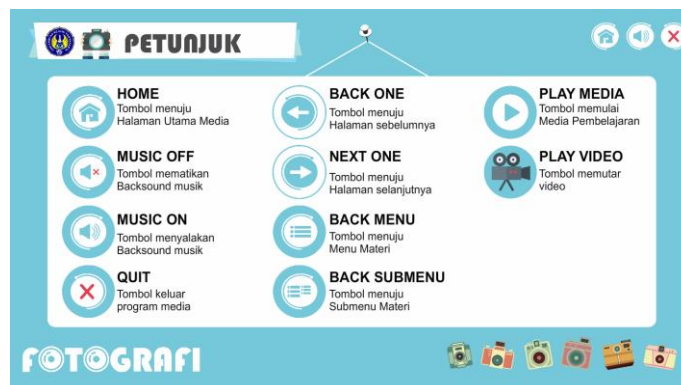 PETUNJUK
HOME
Tombol menuju
Halaman Utama Media
MUSIC OFF
Tombol mematikan
Backsound musik
MUSIC ON
Tombol menyalakan
Backsound musik
QUIT
Tombol keluar
program media
BACK ONE
Tombol menuju
Halaman sebelumnya
NEXT ONE
Tombol menuju
Halaman selanjutnya
BACK MENU
Tombol menuju
Menu Materi
BACK SUBMENU
Tombol menuju
Submenu Materi
PLAY MEDIA
Tombol memulai
Media Pembelajaran
PLAY VIDEO
Tombol memutar
video
FOTOGRAFI